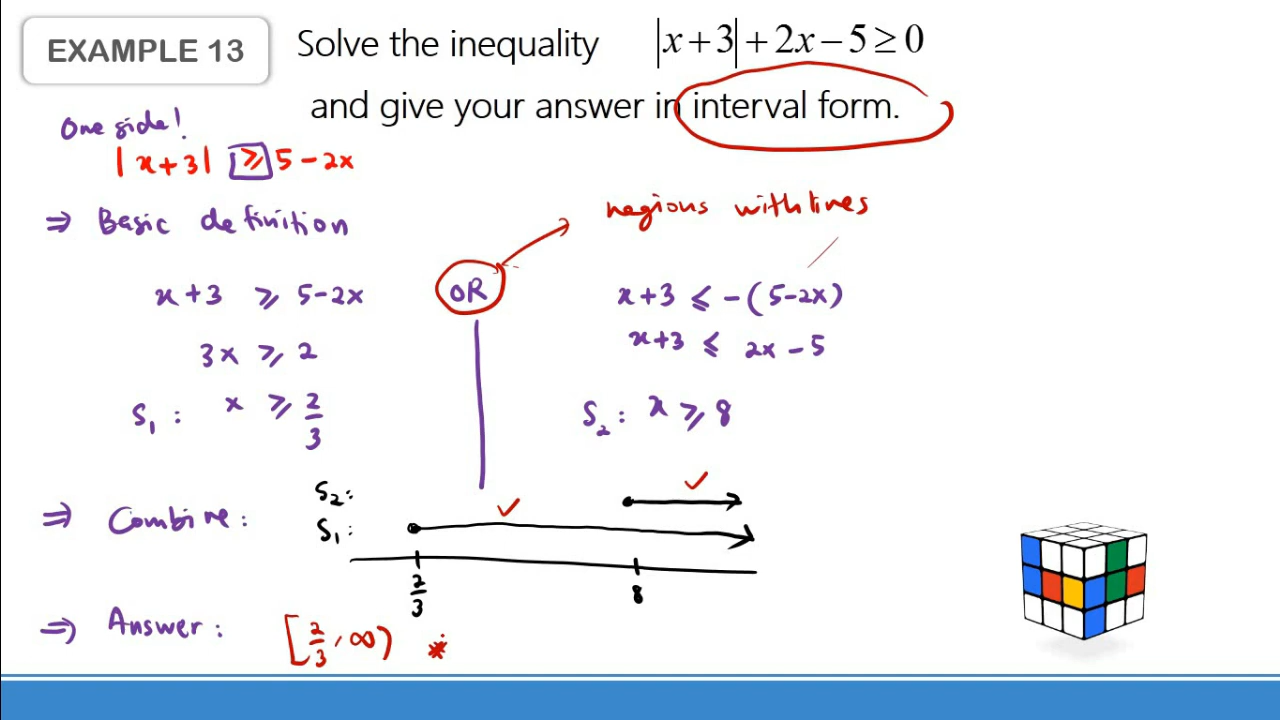 EXAMPLE 13
Solve the inequality |x+3|+2x−5≥0
and give your answer in interval form.
One side!
|x+3| ≥ 5−2x
⇒ Basic definition
regions with lines
x+3 ≥ 5−2x
OR
x+3 ≤ −(5−2x)
3x ≥ 2
x+3 ≤ 2x−5
S₁: x ≥ 2/3
S₂: x ≥ 8
⇒ Combine:
S₂: ✓
S₁: ✓
2/3 8
⇒ Answer: [2/3, ∞) *